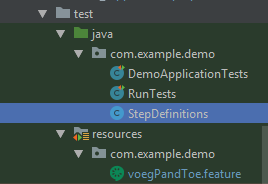 test
java
com.example.demo
DemoApplicationTests
RunTests
StepDefinitions
resources
com.example.demo
voegPandToe.feature